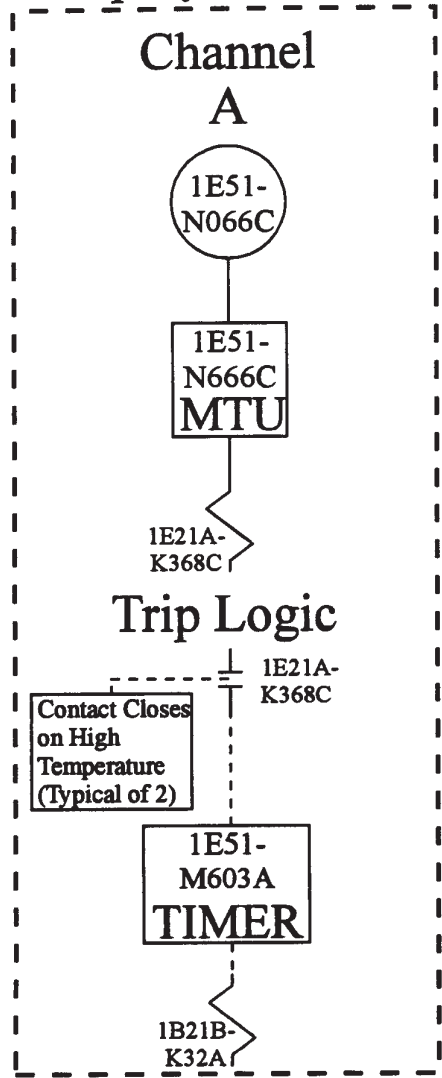 Channel
A
1E51-
N066C
1E51-
N666C
MTU
1E21A-
K368C
Trip Logic
1E21A-
K368C
Contact Closes
on High
Temperature
(Typical of 2)
1E51-
M603A
TIMER
1B21B-
K32A